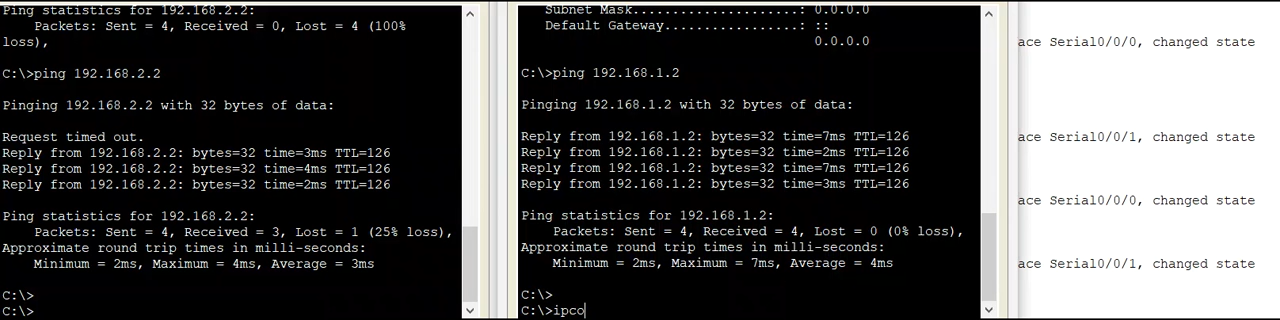 Ping statistics for 192.168.2.2:
Packets: Sent = 4, Received = 0, Lost = 4 (100%
loss),
C:\>ping 192.168.2.2
Pinging 192.168.2.2 with 32 bytes of data:
Request timed out.
Reply from 192.168.2.2: bytes=32 time=3ms TTL=126
Reply from 192.168.2.2: bytes=32 time=4ms TTL=126
Reply from 192.168.2.2: bytes=32 time=2ms TTL=126
Ping statistics for 192.168.2.2:
Packets: Sent = 4, Received = 3, Lost = 1 (25% loss),
Approximate round trip times in milli-seconds:
Minimum = 2ms, Maximum = 4ms, Average = 3ms
C:\>
C:\>
Subnet Mask.....................: 0.0.0.0
Default Gateway.................: ::
0.0.0.0
C:\>ping 192.168.1.2
Pinging 192.168.1.2 with 32 bytes of data:
Reply from 192.168.1.2: bytes=32 time=7ms TTL=126
Reply from 192.168.1.2: bytes=32 time=2ms TTL=126
Reply from 192.168.1.2: bytes=32 time=7ms TTL=126
Reply from 192.168.1.2: bytes=32 time=3ms TTL=126
Ping statistics for 192.168.1.2:
Packets: Sent = 4, Received = 4, Lost = 0 (0% loss),
Approximate round trip times in milli-seconds:
Minimum = 2ms, Maximum = 7ms, Average = 4ms
C:\>
C:\>ipco
ace Serial0/0/0, changed state
ace Serial0/0/1, changed state
ace Serial0/0/0, changed state
ace Serial0/0/1, changed state